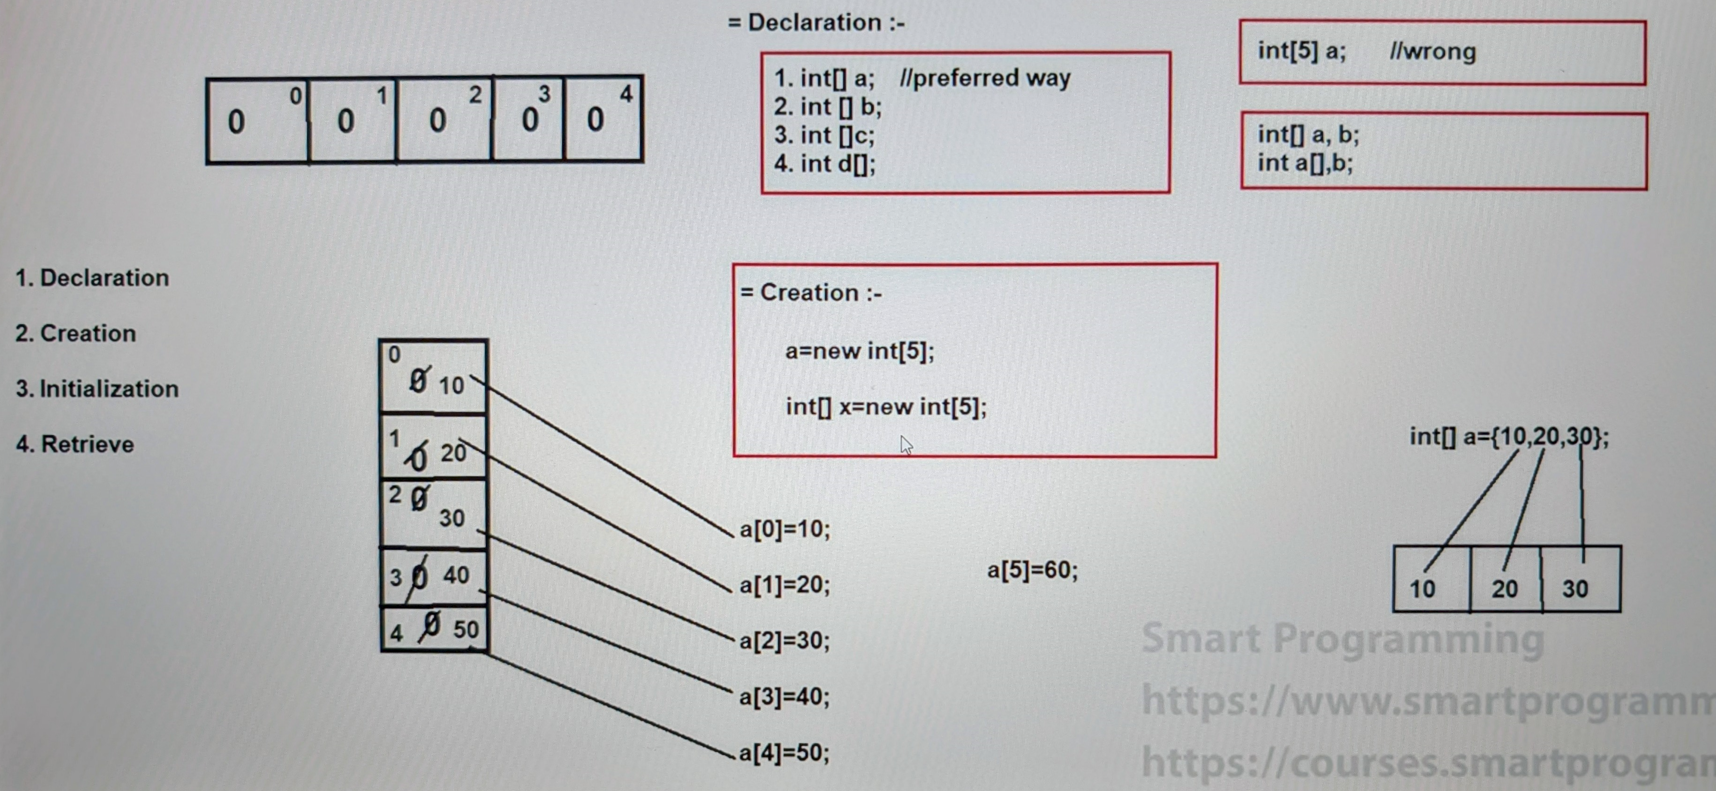 = Declaration :-
1. int[] a;   //preferred way
2. int [] b;
3. int []c;
4. int d[];
int[5] a;   //wrong
int[] a, b;
int a[],b;
0 1 2 3 4
0 0 0 0 0
1. Declaration
2. Creation
3. Initialization
4. Retrieve
= Creation :-
a=new int[5];
int[] x=new int[5];
0
0 10
1
0 20
2 0
30
3 0 40
4 0 50
a[0]=10;
a[1]=20;
a[2]=30;
a[3]=40;
a[4]=50;
a[5]=60;
int[] a={10,20,30};
10 20 30
Smart Programming
https://www.smartprogramm
https://courses.smartprogram